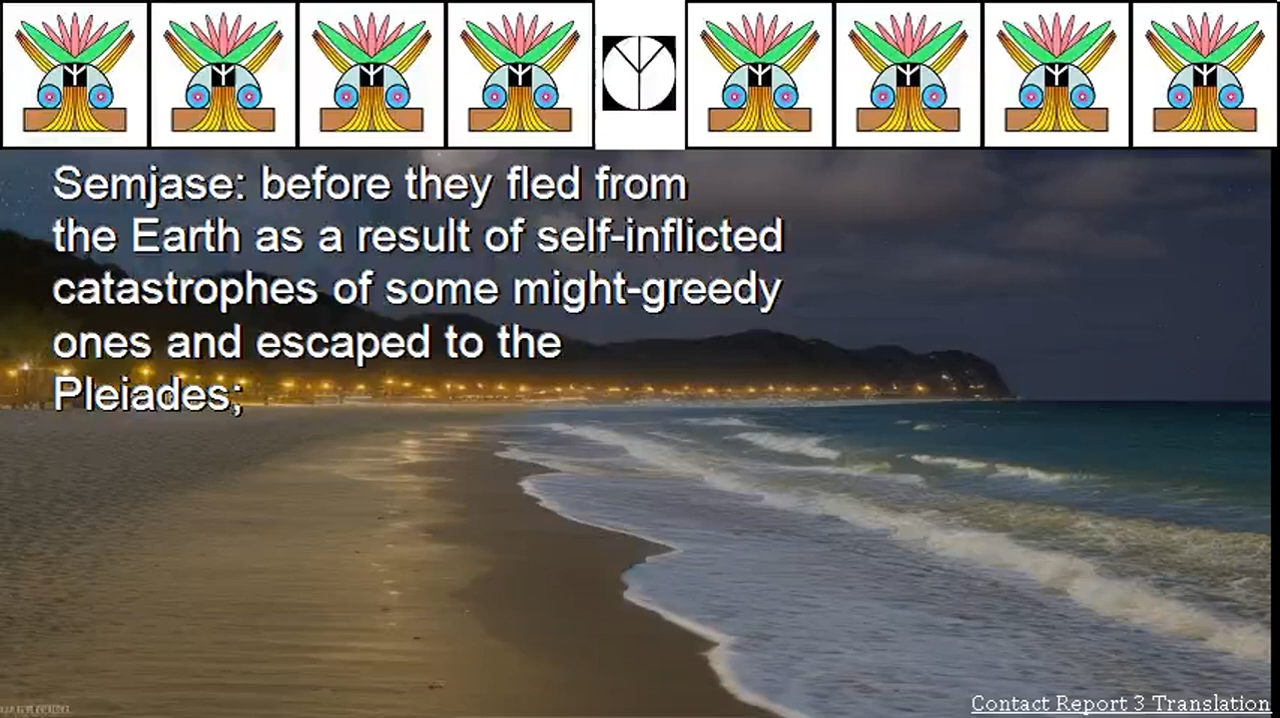 Semjase: before they fled from
the Earth as a result of self-inflicted
catastrophes of some might-greedy
ones and escaped to the
Pleiades;
Contact Report 3 Translation